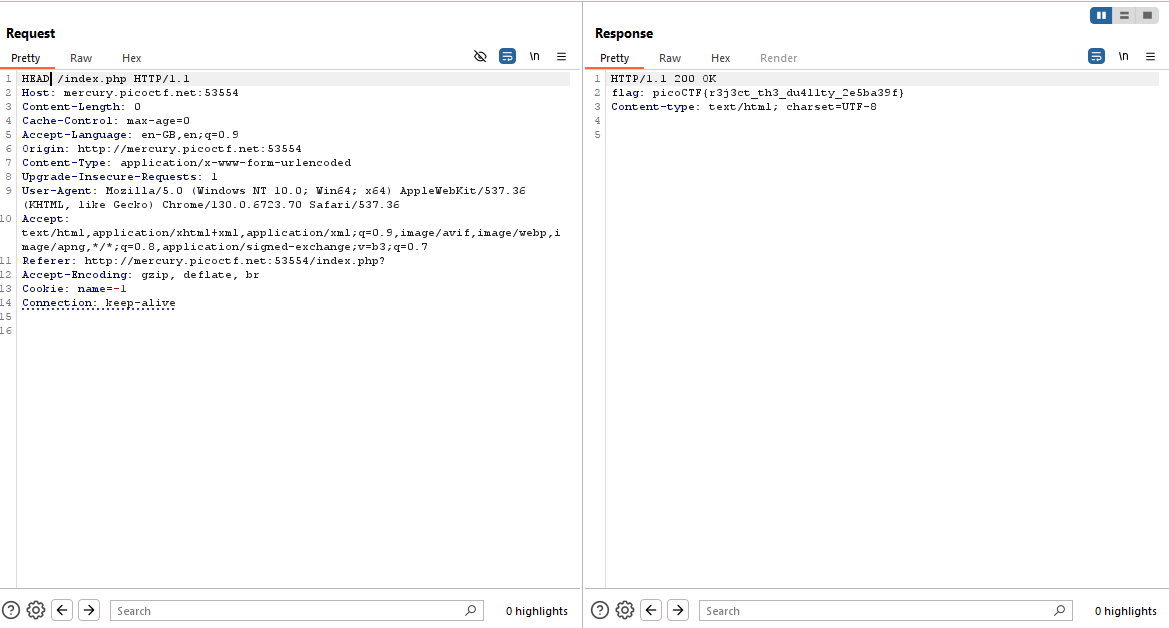 Request
Pretty Raw Hex \n
1 HEAD /index.php HTTP/1.1
2 Host: mercury.picoctf.net:53554
3 Content-Length: 0
4 Cache-Control: max-age=0
5 Accept-Language: en-GB,en;q=0.9
6 Origin: http://mercury.picoctf.net:53554
7 Content-Type: application/x-www-form-urlencoded
8 Upgrade-Insecure-Requests: 1
9 User-Agent: Mozilla/5.0 (Windows NT 10.0; Win64; x64) AppleWebKit/537.36
(KHTML, like Gecko) Chrome/130.0.6723.70 Safari/537.36
10 Accept:
text/html,application/xhtml+xml,application/xml;q=0.9,image/avif,image/webp,i
mage/apng,*/*;q=0.8,application/signed-exchange;v=b3;q=0.7
11 Referer: http://mercury.picoctf.net:53554/index.php?
12 Accept-Encoding: gzip, deflate, br
13 Cookie: name=-1
14 Connection: keep-alive
15
16
Search 0 highlights
Response
Pretty Raw Hex Render \n
1 HTTP/1.1 200 OK
2 flag: picoCTF{r3j3ct_th3_du4l1ty_2e5ba39f}
3 Content-type: text/html; charset=UTF-8
4
5
Search 0 highlights